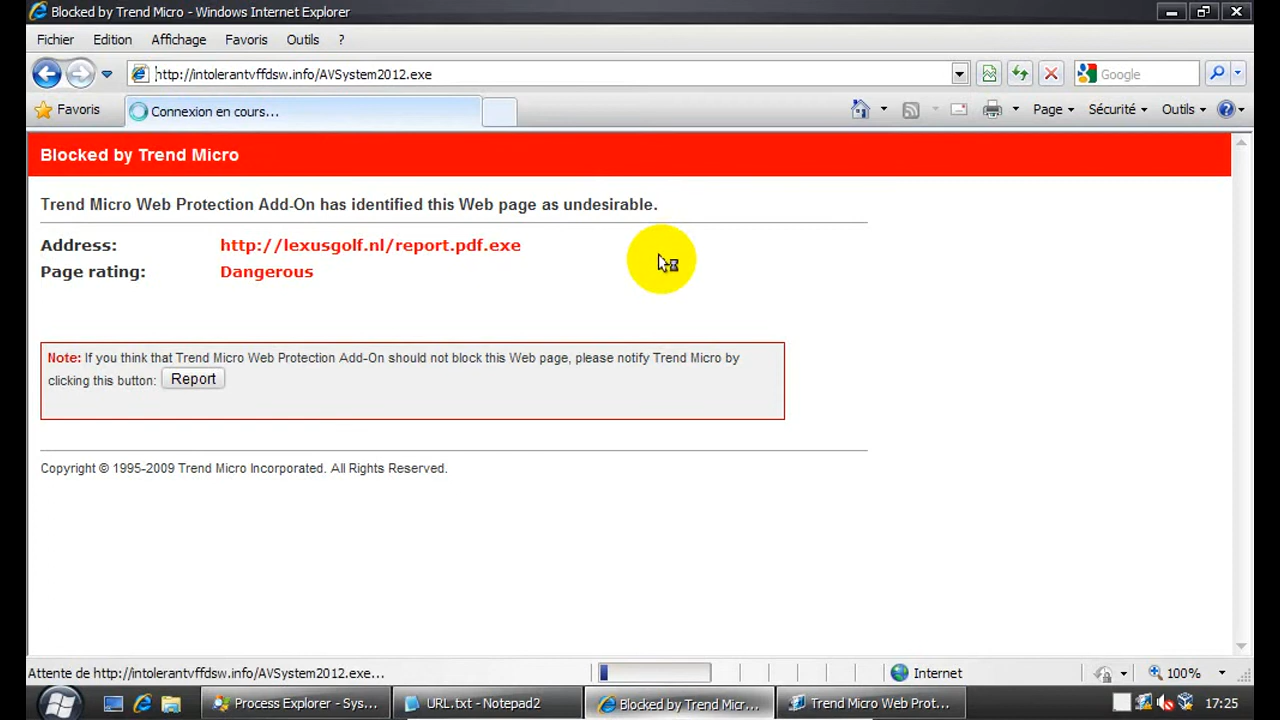 Blocked by Trend Micro - Windows Internet Explorer
Fichier Edition Affichage Favoris Outils ?
http://intolerantvffdsw.info/AVSystem2012.exe Google
Favoris Connexion en cours... Page Sécurité Outils
Blocked by Trend Micro
Trend Micro Web Protection Add-On has identified this Web page as undesirable.
Address: http://lexusgolf.nl/report.pdf.exe
Page rating: Dangerous
Note: If you think that Trend Micro Web Protection Add-On should not block this Web page, please notify Trend Micro by
clicking this button: Report
Copyright © 1995-2009 Trend Micro Incorporated. All Rights Reserved.
Attente de http://intolerantvffdsw.info/AVSystem2012.exe... Internet 100%
Process Explorer - Sys... URL.txt - Notepad2 Blocked by Trend Micr... Trend Micro Web Prot... 17:25